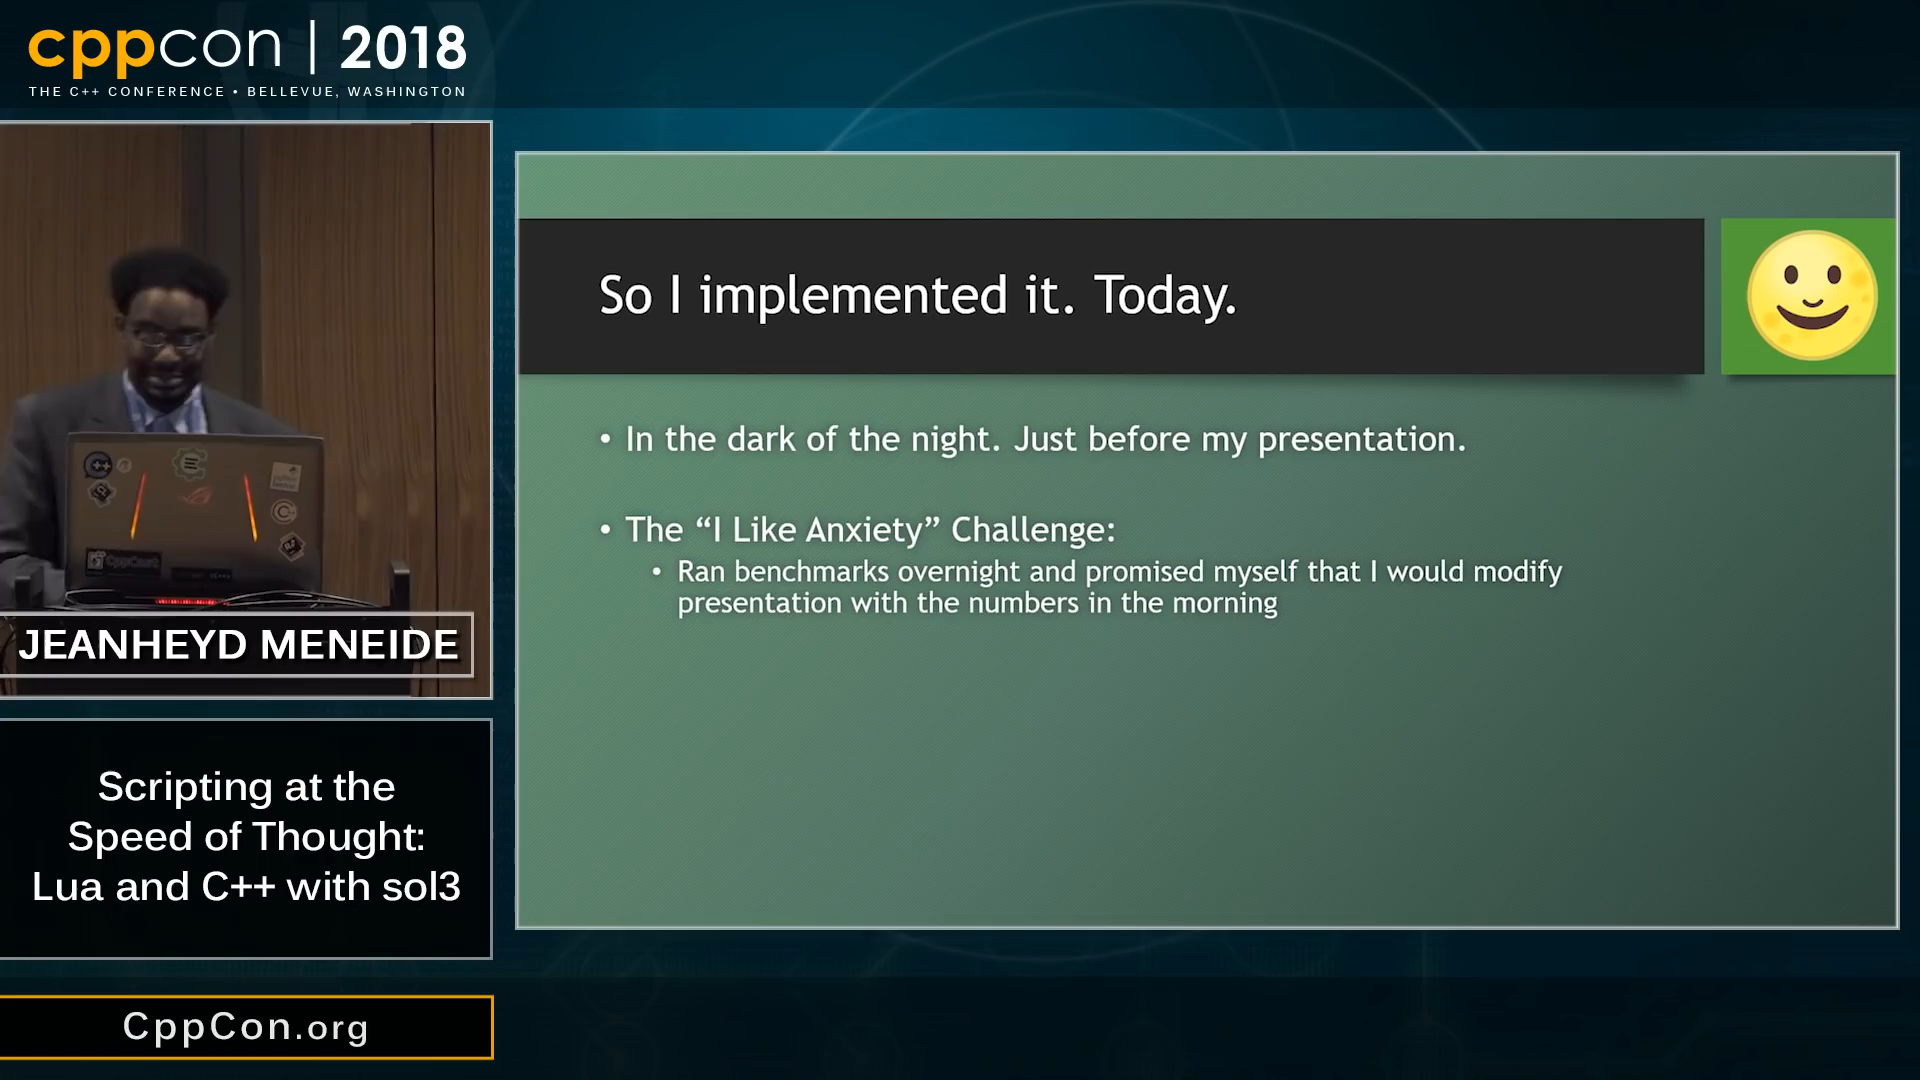 cppcon | 2018
THE C++ CONFERENCE • BELLEVUE, WASHINGTON
So I implemented it. Today.
• In the dark of the night. Just before my presentation.
• The “I Like Anxiety” Challenge:
• Ran benchmarks overnight and promised myself that I would modify
presentation with the numbers in the morning
C++
CppCast
JEANHEYD MENEIDE
Scripting at the
Speed of Thought:
Lua and C++ with sol3
CppCon.org